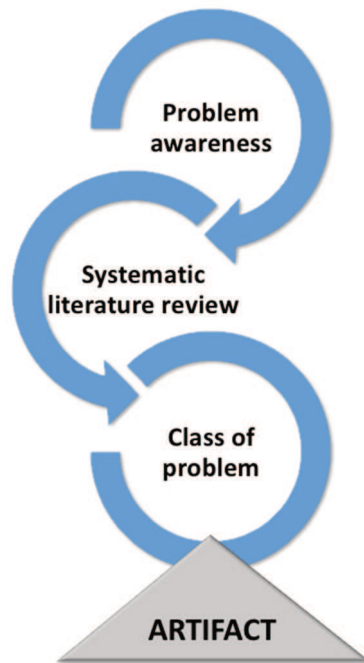 Problem
awareness
Systematic
literature review
Class of
problem
ARTIFACT